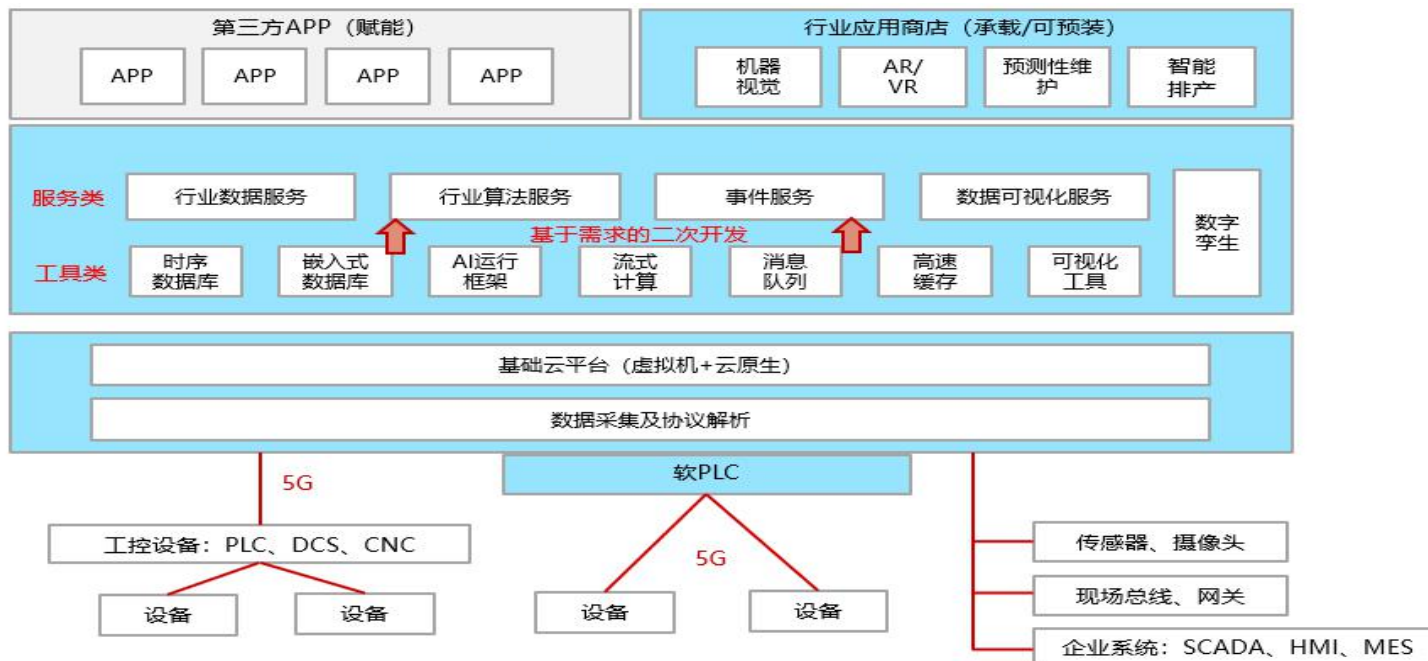 第三方APP（赋能）
APP
APP
APP
APP
行业应用商店（承载/可预装）
机器
视觉
AR/
VR
预测性维
护
智能
排产
服务类
行业数据服务
行业算法服务
事件服务
数据可视化服务
数字
孪生
基于需求的二次开发
工具类
时序
数据库
嵌入式
数据库
AI运行
框架
流式
计算
消息
队列
高速
缓存
可视化
工具
基础云平台（虚拟机+云原生）
数据采集及协议解析
软PLC
5G
工控设备：PLC、DCS、CNC
设备
设备
5G
设备
设备
传感器、摄像头
现场总线、网关
企业系统：SCADA、HMI、MES